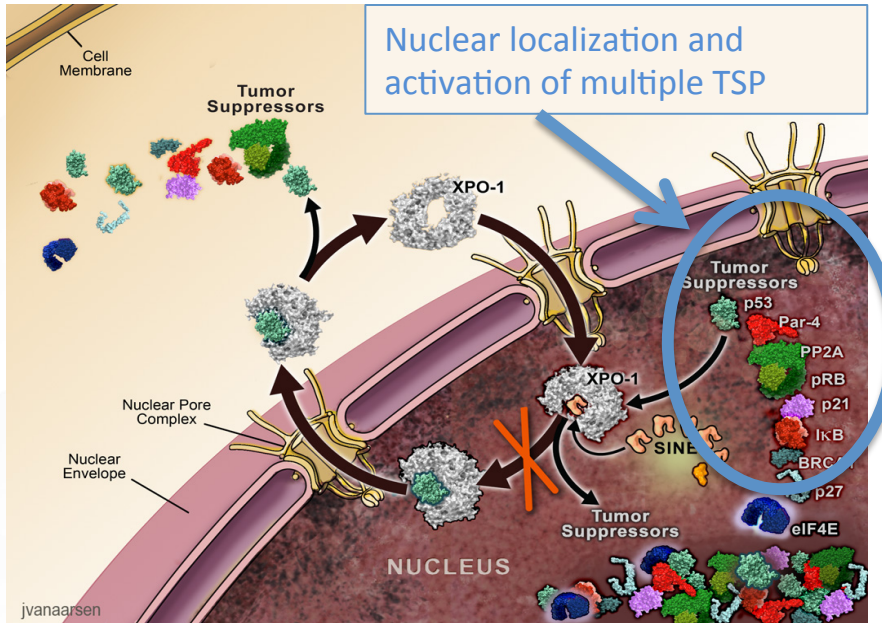 Nuclear localization and
activation of multiple TSP
Cell
Membrane
Tumor
Suppressors
XPO-1
Tumor
Suppressors
p53
Par-4
PP2A
pRB
p21
IκB
XPO-1
SINE
p27
eIF4E
Nuclear Pore
Complex
Nuclear
Envelope
Tumor
Suppressors
NUCLEUS
jvanaarsen